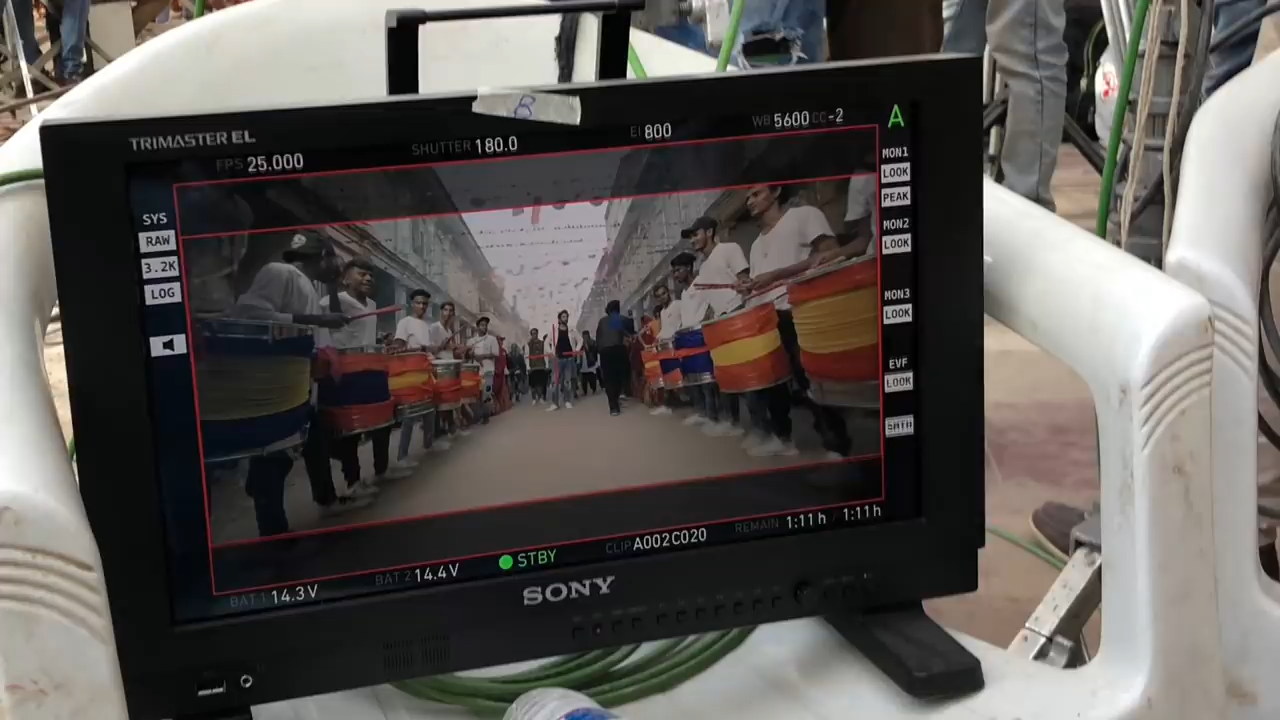 B
TRIMASTER EL
FPS 25.000
SHUTTER 180.0
EI 800
WB 5600 CC-2
A
SYS
RAW
3.2K
LOG
MON1
LOOK
PEAK
MON2
LOOK
MON3
LOOK
EVF
LOOK
BAT 1 14.3V
BAT 2 14.4V
STBY
CLIP A002C020
REMAIN 1:11h / 1:11h
SONY